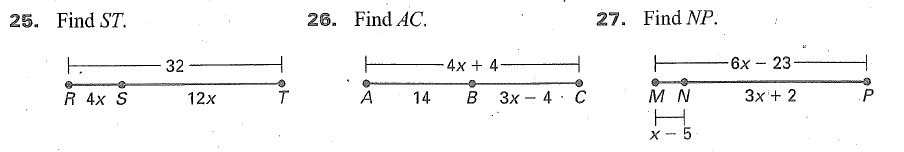 25. Find ST.
32
R 4x S 12x T
26. Find AC.
4x + 4
A 14 B 3x - 4 C
27. Find NP.
6x - 23
M N 3x + 2 P
x - 5